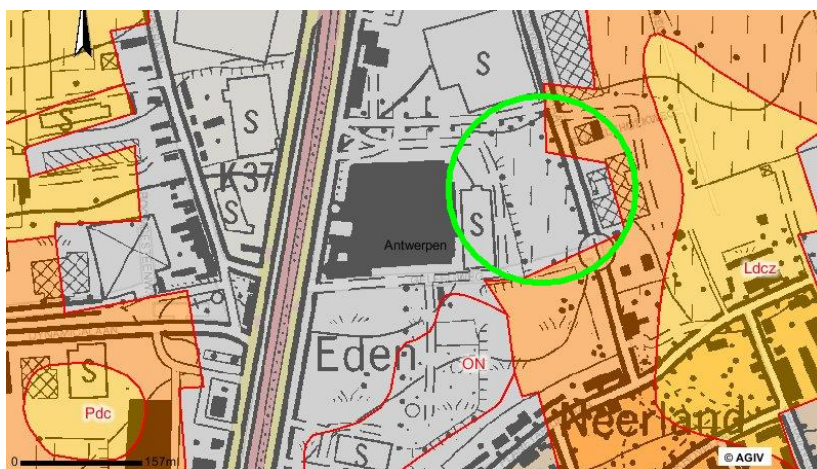 S
S
S
K37
S
Antwerpen
S
Ldcz
Eden
ON
S
Pdc
Neerland
S
0 157m
© AGIV